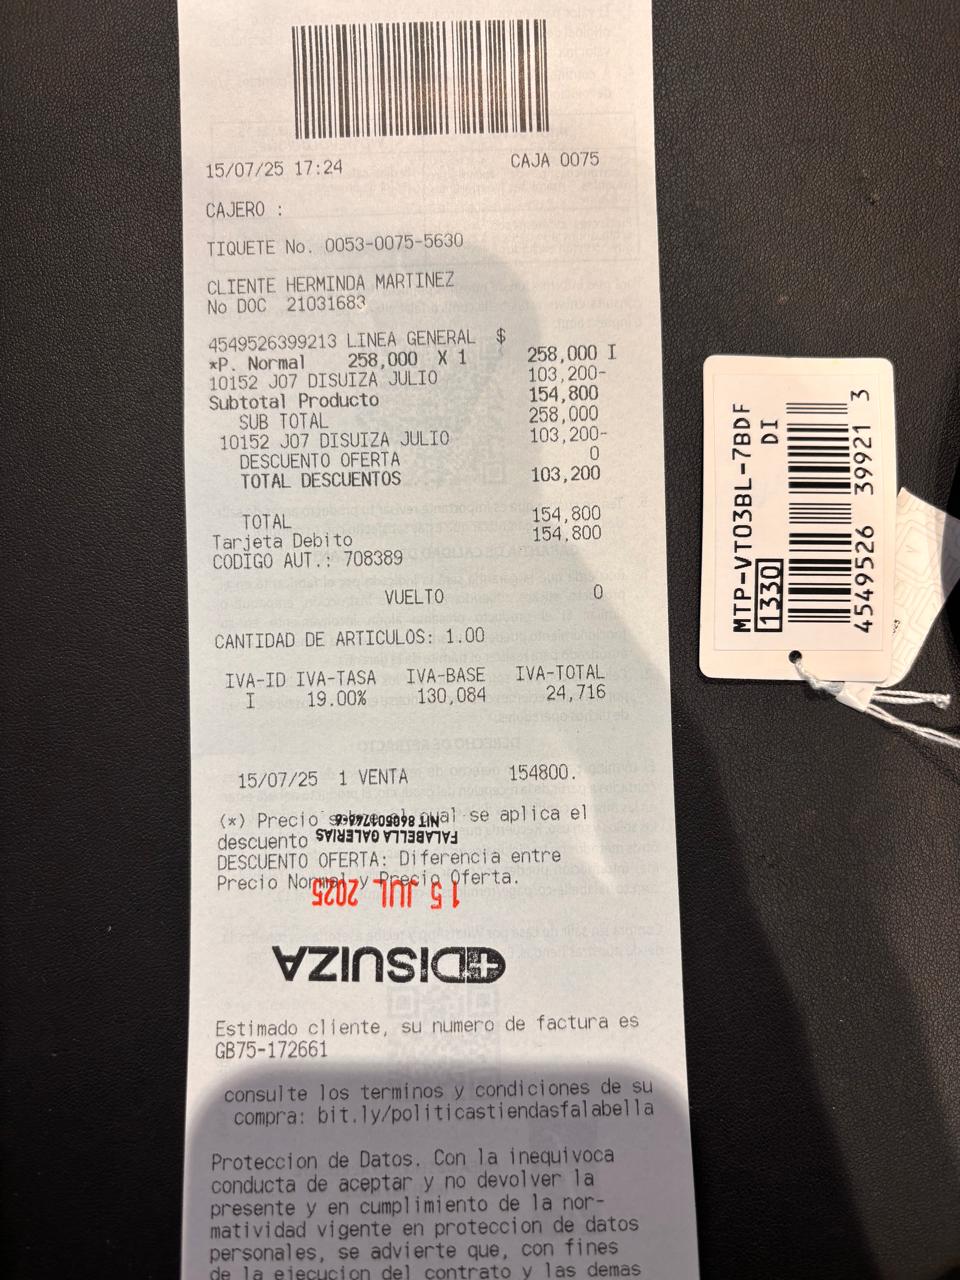 15/07/25 17:24 CAJA 0075
CAJERO :
TIQUETE No. 0053-0075-5630
CLIENTE HERMINDA MARTINEZ
No DOC 21031683
4549526399213 LINEA GENERAL $
*P. Normal 258,000 X 1 258,000 I
10152 J07 DISUIZA JULIO 103,200-
Subtotal Producto 154,800
SUB TOTAL 258,000
10152 J07 DISUIZA JULIO 103,200-
DESCUENTO OFERTA 0
TOTAL DESCUENTOS 103,200
TOTAL 154,800
Tarjeta Debito 154,800
CODIGO AUT.: 708389
VUELTO 0
CANTIDAD DE ARTICULOS: 1.00
IVA-ID IVA-TASA IVA-BASE IVA-TOTAL
I 19.00% 130,084 24,716
15/07/25 1 VENTA 154800.
(*) Precio sobre el cual se aplica el
descuento
DESCUENTO OFERTA: Diferencia entre
Precio Normal y Precio Oferta.
FALABELLA GALERIAS
15 JUL 2025
DISUIZA
Estimado cliente, su numero de factura es
GB75-172661
consulte los terminos y condiciones de su
compra: bit.ly/politicastiendasfalabella
Proteccion de Datos. Con la inequivoca
conducta de aceptar y no devolver la
presente y en cumplimiento de la nor-
matividad vigente en proteccion de datos
personales, se advierte que, con fines
de la ejecucion del contrato y las demas
MTP-VT03BL-7BDF
DI
1330
4549526 39921 3